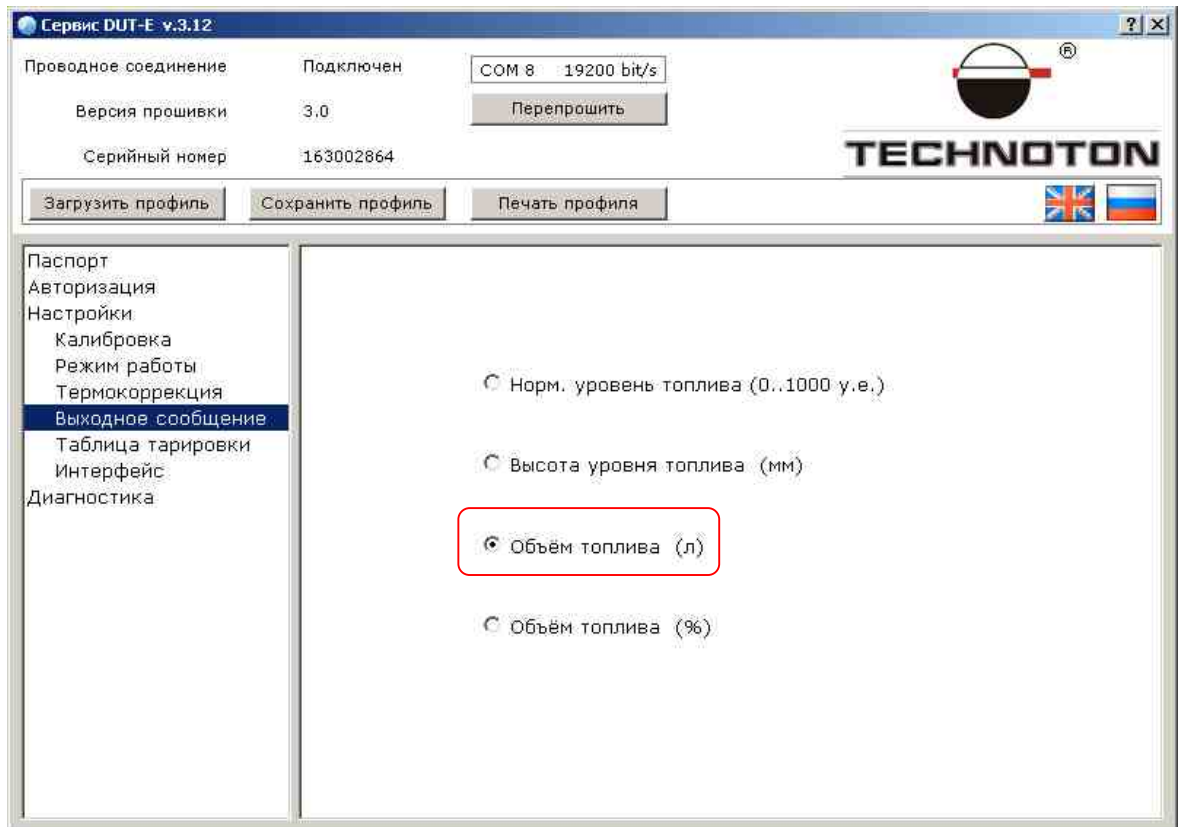 Сервис DUT-E v.3.12
Проводное соединение Подключен COM 8 19200 bit/s
Версия прошивки 3.0 Перепрошить
Серийный номер 163002864
®
TECHNOTON
Загрузить профиль Сохранить профиль Печать профиля
Паспорт
Авторизация
Настройки
Калибровка
Режим работы
Термокоррекция
Выходное сообщение
Таблица тарировки
Интерфейс
Диагностика
Норм. уровень топлива (0..1000 у.е.)
Высота уровня топлива (мм)
Объём топлива (л)
Объём топлива (%)